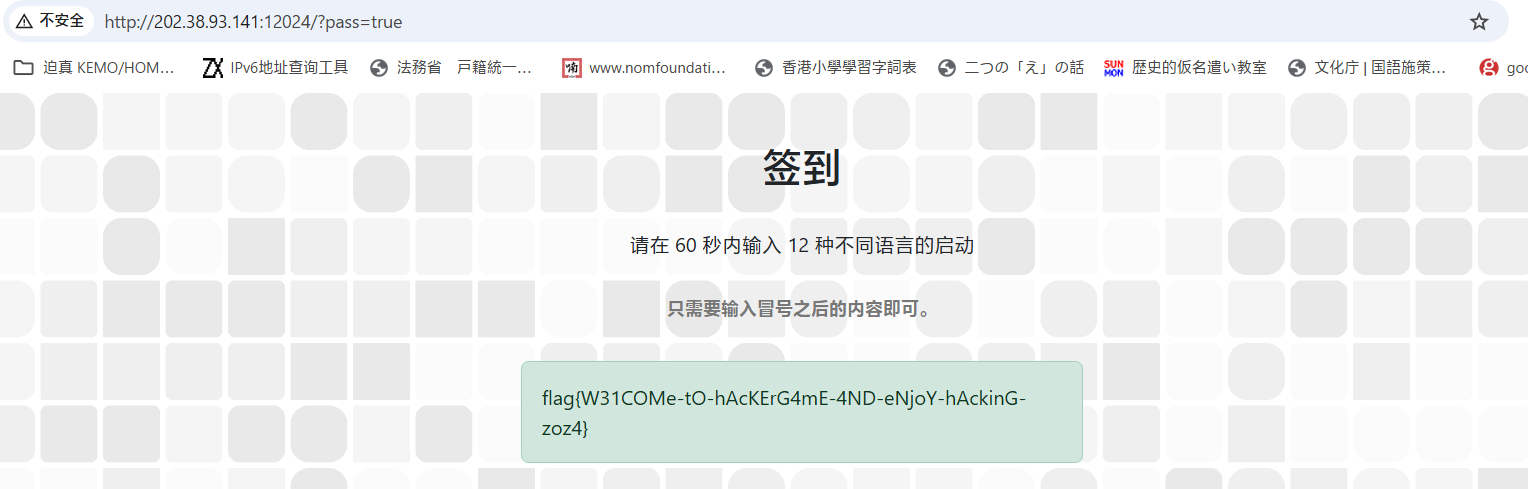 不安全 http://202.38.93.141:12024/?pass=true
迫真 KEMO/HOM... IPv6地址查询工具 法務省 戸籍統一... www.nomfoundati... 香港小學學習字詞表 二つの「え」の話 歴史的仮名遣い教室 文化庁 | 国語施策... goo
签到
请在 60 秒内输入 12 种不同语言的启动
只需要输入冒号之后的内容即可。
flag{W31COMe-tO-hAcKErG4mE-4ND-eNjoY-hAckinG-
zoz4}